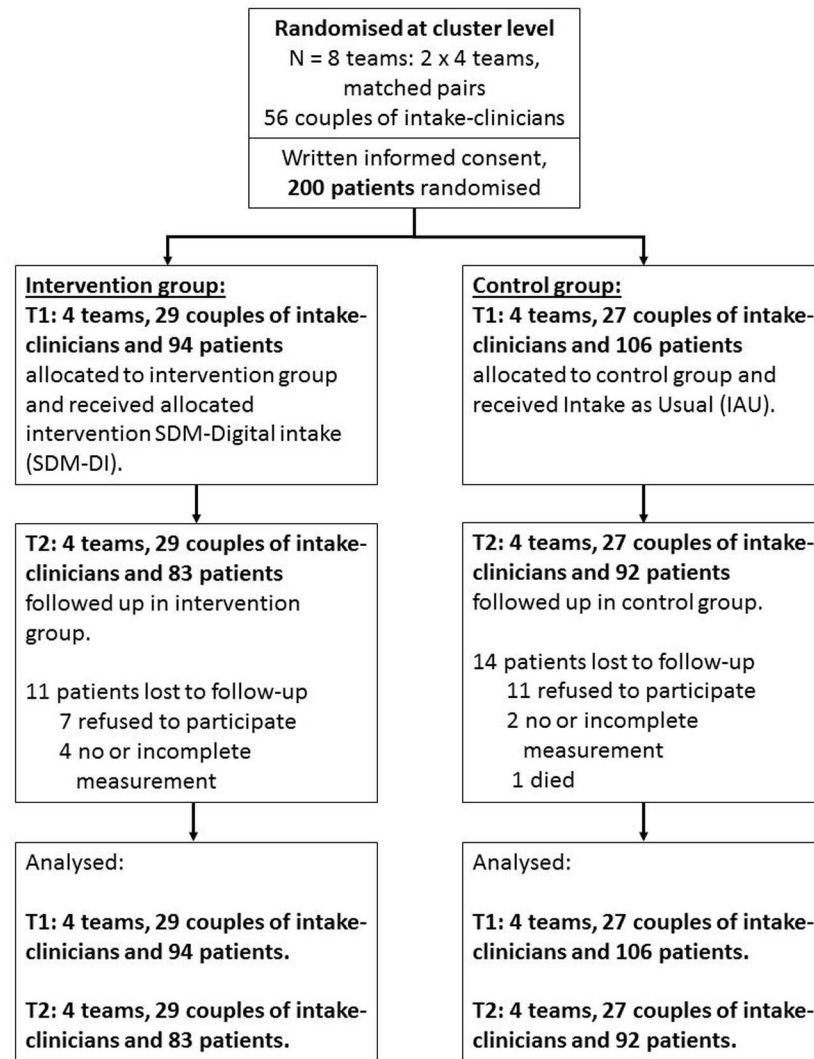 Randomised at cluster level
N = 8 teams: 2 x 4 teams,
matched pairs
56 couples of intake-clinicians
Written informed consent,
200 patients randomised
Intervention group:
T1: 4 teams, 29 couples of intake-
clinicians and 94 patients
allocated to intervention group
and received allocated
intervention SDM-Digital intake
(SDM-DI).
Control group:
T1: 4 teams, 27 couples of intake-
clinicians and 106 patients
allocated to control group and
received Intake as Usual (IAU).
T2: 4 teams, 29 couples of intake-
clinicians and 83 patients
followed up in intervention
group.
11 patients lost to follow-up
7 refused to participate
4 no or incomplete
measurement
T2: 4 teams, 27 couples of intake-
clinicians and 92 patients
followed up in control group.
14 patients lost to follow-up
11 refused to participate
2 no or incomplete
measurement
1 died
Analysed:
T1: 4 teams, 29 couples of intake-
clinicians and 94 patients.
T2: 4 teams, 29 couples of intake-
clinicians and 83 patients.
Analysed:
T1: 4 teams, 27 couples of intake-
clinicians and 106 patients.
T2: 4 teams, 27 couples of intake-
clinicians and 92 patients.